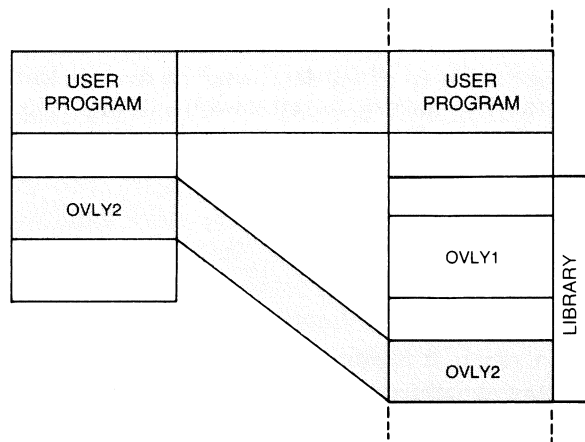 USER
PROGRAM
USER
PROGRAM
OVLY2
OVLY1
OVLY2
LIBRARY